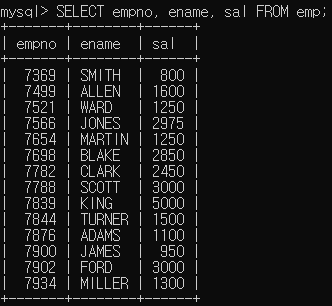 mysql> SELECT empno, ename, sal FROM emp;
+-------+--------+------+
| empno | ename  | sal  |
+-------+--------+------+
|  7369 | SMITH  |  800 |
|  7499 | ALLEN  | 1600 |
|  7521 | WARD   | 1250 |
|  7566 | JONES  | 2975 |
|  7654 | MARTIN | 1250 |
|  7698 | BLAKE  | 2850 |
|  7782 | CLARK  | 2450 |
|  7788 | SCOTT  | 3000 |
|  7839 | KING   | 5000 |
|  7844 | TURNER | 1500 |
|  7876 | ADAMS  | 1100 |
|  7900 | JAMES  |  950 |
|  7902 | FORD   | 3000 |
|  7934 | MILLER | 1300 |
+-------+--------+------+